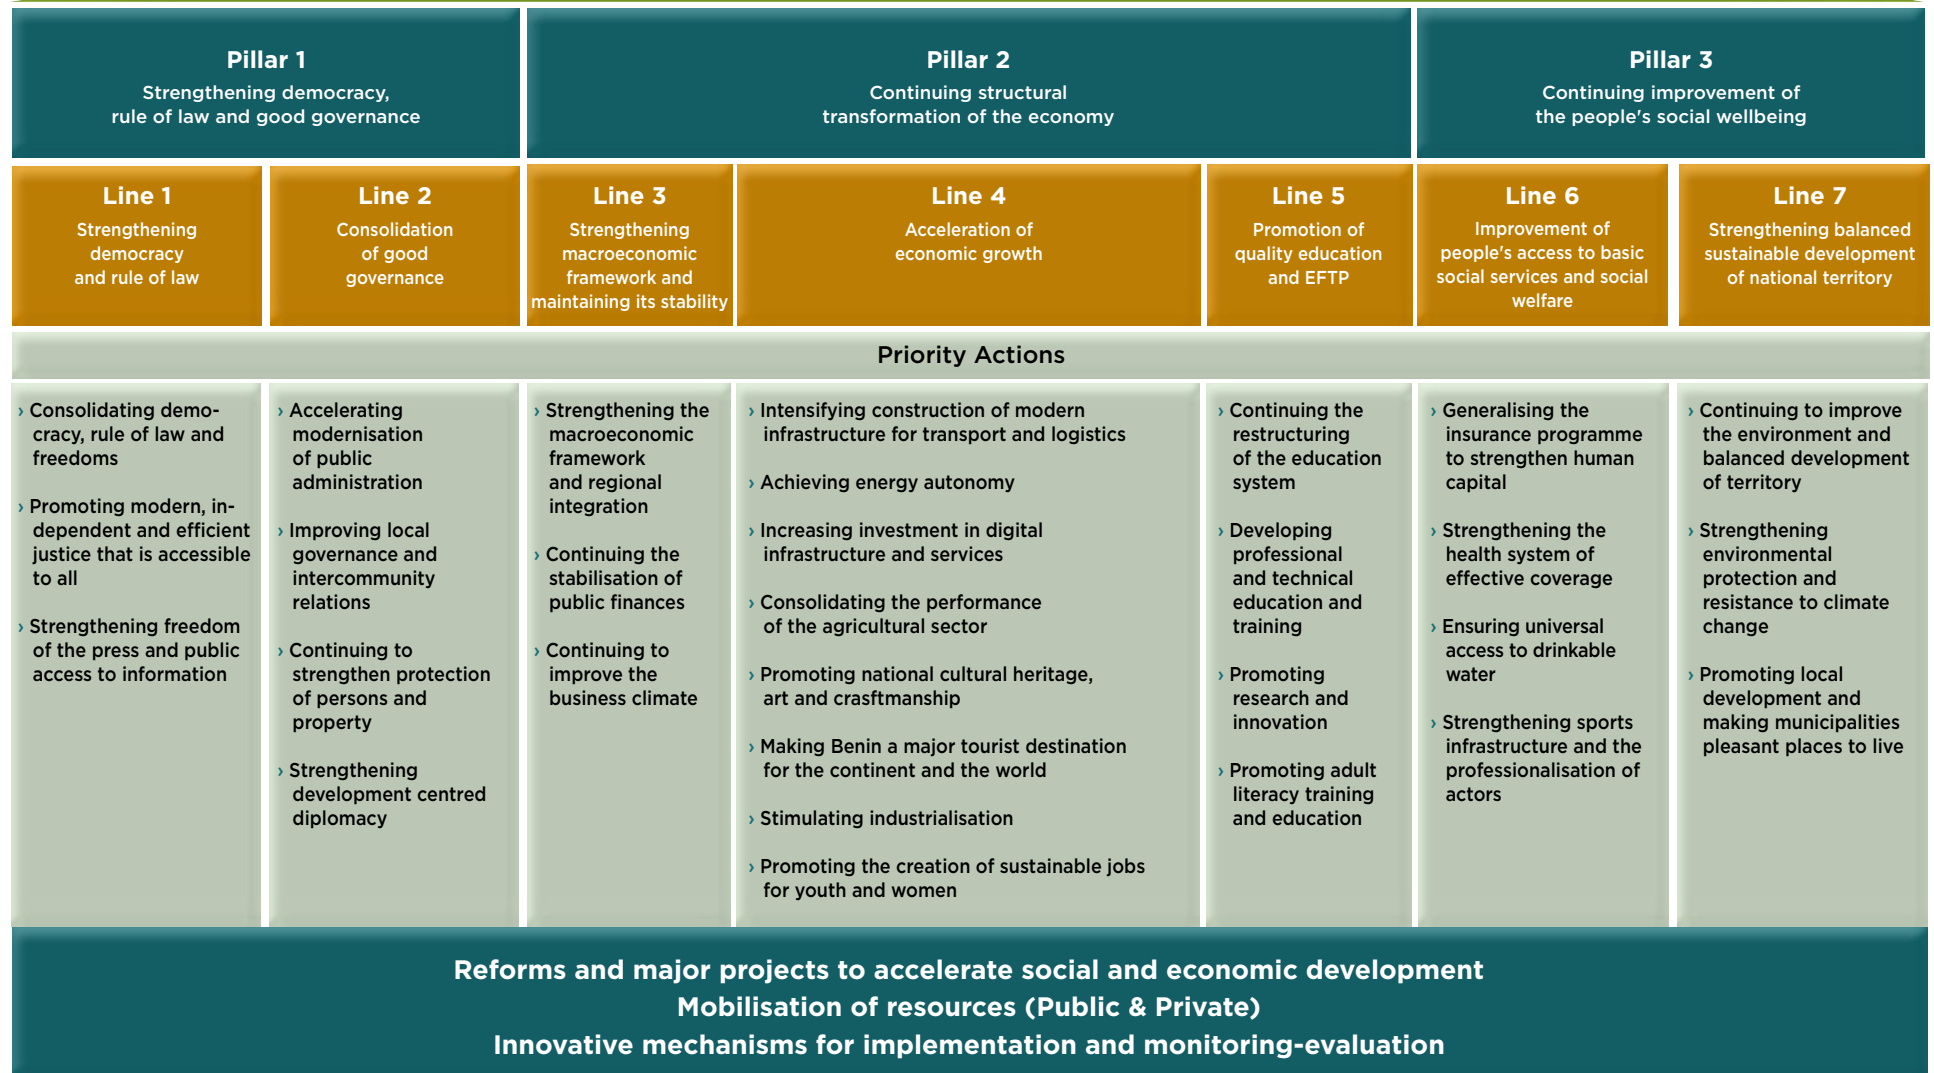 Pillar 1
Strengthening democracy,
rule of law and good governance
Pillar 2
Continuing structural
transformation of the economy
Pillar 3
Continuing improvement of
the people's social wellbeing
Line 1
Strengthening
democracy
and rule of law
Line 2
Consolidation
of good
governance
Line 3
Strengthening
macroeconomic
framework and
maintaining its stability
Line 4
Acceleration of
economic growth
Line 5
Promotion of
quality education
and EFTP
Line 6
Improvement of
people's access to basic
social services and social
welfare
Line 7
Strengthening balanced
sustainable development
of national territory
Priority Actions
› Consolidating demo-
cracy, rule of law and
freedoms
› Promoting modern, in-
dependent and efficient
justice that is accessible
to all
› Strengthening freedom
of the press and public
access to information
› Accelerating
modernisation
of public
administration
› Improving local
governance and
intercommunity
relations
› Continuing to
strengthen protection
of persons and
property
› Strengthening
development centred
diplomacy
› Strengthening the
macroeconomic
framework
and regional
integration
› Continuing the
stabilisation of
public finances
› Continuing to
improve the
business climate
› Intensifying construction of modern
infrastructure for transport and logistics
› Achieving energy autonomy
› Increasing investment in digital
infrastructure and services
› Consolidating the performance
of the agricultural sector
› Promoting national cultural heritage,
art and crasftmanship
› Making Benin a major tourist destination
for the continent and the world
› Stimulating industrialisation
› Promoting the creation of sustainable jobs
for youth and women
› Continuing the
restructuring
of the education
system
› Developing
professional
and technical
education and
training
› Promoting
research and
innovation
› Promoting adult
literacy training
and education
› Generalising the
insurance programme
to strengthen human
capital
› Strengthening the
health system of
effective coverage
› Ensuring universal
access to drinkable
water
› Strengthening sports
infrastructure and the
professionalisation of
actors
› Continuing to improve
the environment and
balanced development
of territory
› Strengthening
environmental
protection and
resistance to climate
change
› Promoting local
development and
making municipalities
pleasant places to live
Reforms and major projects to accelerate social and economic development
Mobilisation of resources (Public & Private)
Innovative mechanisms for implementation and monitoring-evaluation